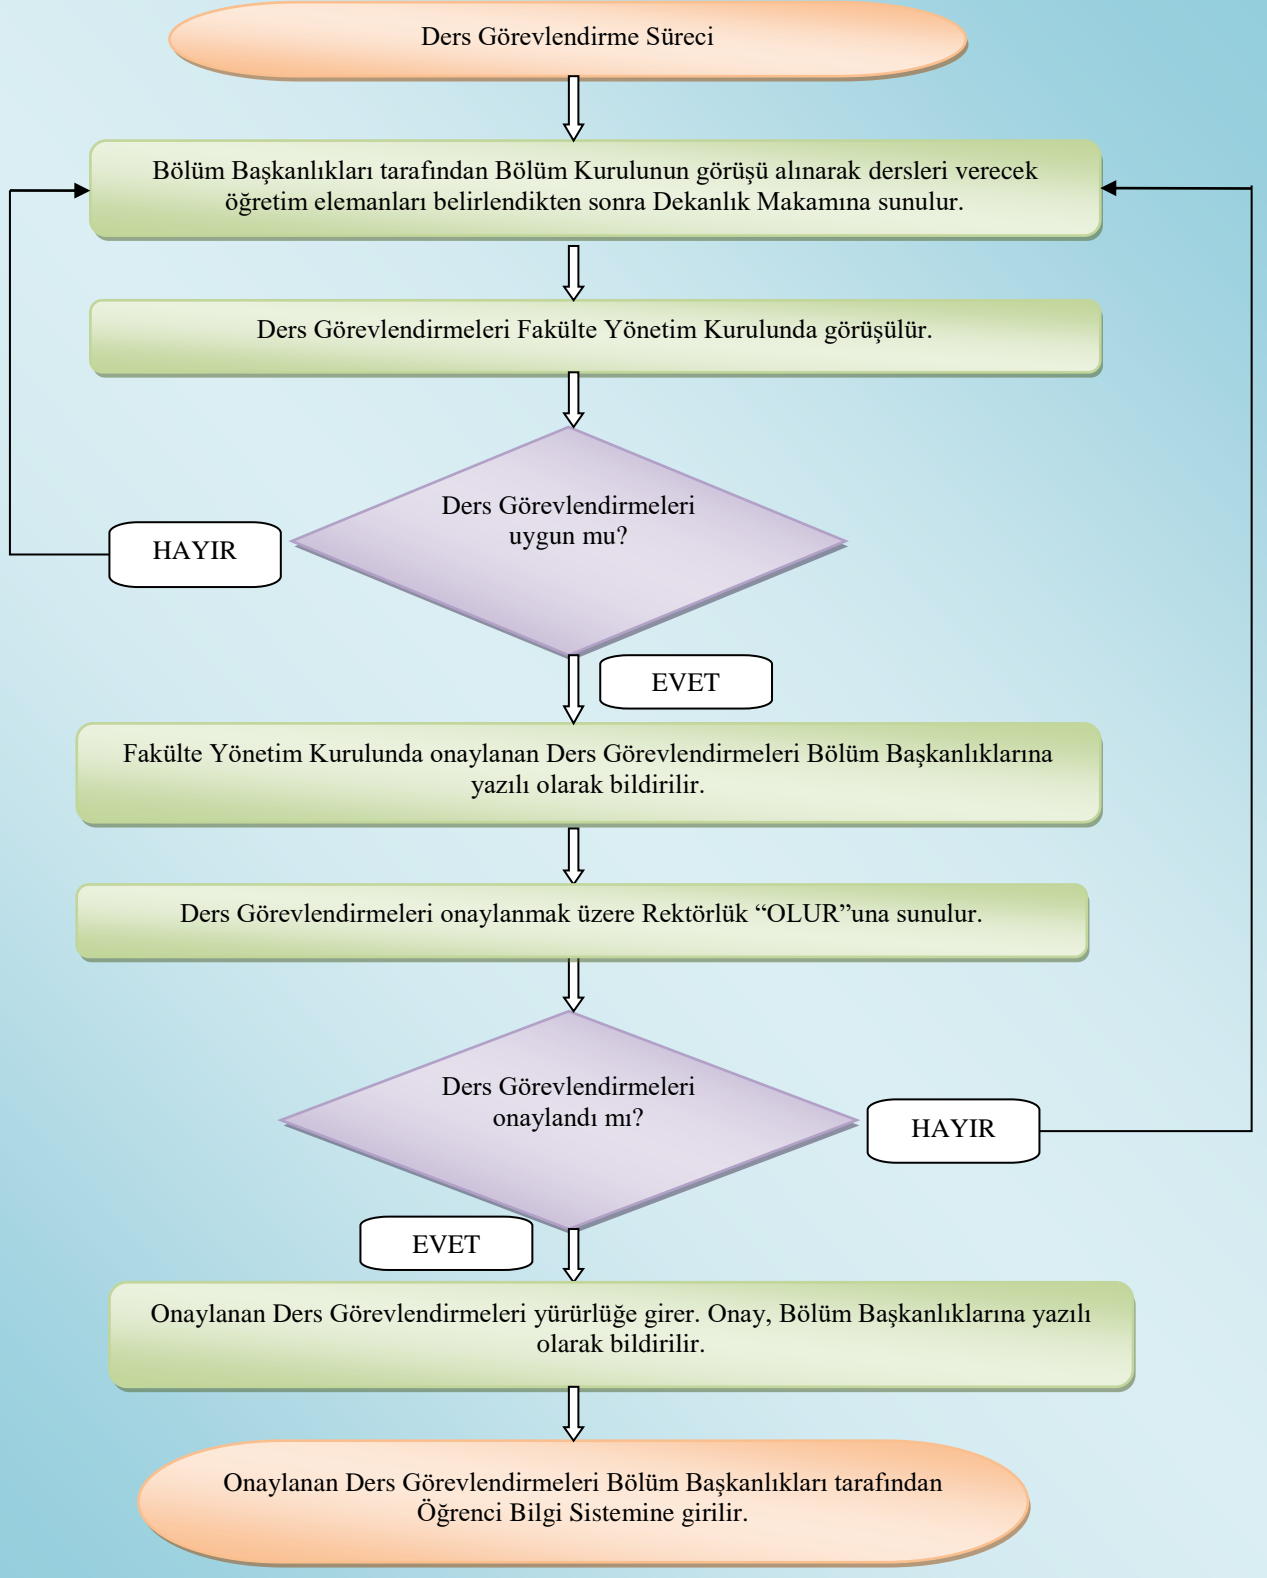 Ders Görevlendirme Süreci
Bölüm Başkanlıkları tarafından Bölüm Kurulunun görüşü alınarak dersleri verecek
öğretim elemanları belirlendikten sonra Dekanlık Makamına sunulur.
Ders Görevlendirmeleri Fakülte Yönetim Kurulunda görüşülür.
Ders Görevlendirmeleri
uygun mu?
HAYIR
EVET
Fakülte Yönetim Kurulunda onaylanan Ders Görevlendirmeleri Bölüm Başkanlıklarına
yazılı olarak bildirilir.
Ders Görevlendirmeleri onaylanmak üzere Rektörlük “OLUR”una sunulur.
Ders Görevlendirmeleri
onaylandı mı?
HAYIR
EVET
Onaylanan Ders Görevlendirmeleri yürürlüğe girer. Onay, Bölüm Başkanlıklarına yazılı
olarak bildirilir.
Onaylanan Ders Görevlendirmeleri Bölüm Başkanlıkları tarafından
Öğrenci Bilgi Sistemine girilir.